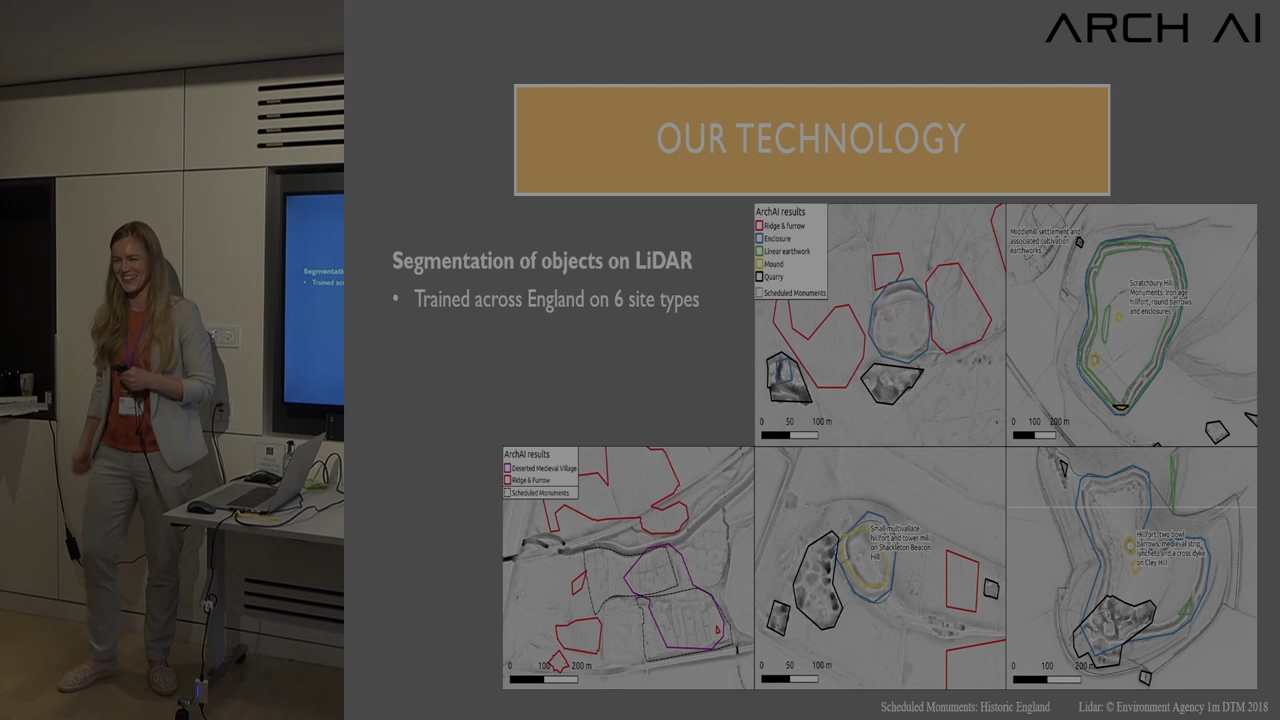 ARCH AI
OUR TECHNOLOGY
Segmentation of objects on LiDAR
• Trained across England on 6 site types
ArchAI results
Ridge & furrow
Enclosure
Linear earthwork
Mound
Quarry
Scheduled Monuments
0 50 100 m
Middlehill settlement and
associated cultivation
earthworks
Scratchbury Hill
Monuments: Iron age
hillfort, round barrows
and enclosures
0 100 200 m
ArchAI results
Deserted Medieval Village
Ridge & Furrow
Scheduled Monuments
0 100 200 m
Small multivallate
hillfort and tower mill
on Shackleton Beacon
Hill
0 50 100 m
Hillfort, two bowl
barrows, medieval strip
lynchets and a cross dyke
on Cley Hill
0 100 200 m
Scheduled Monuments: Historic England
Lidar: © Environment Agency 1m DTM 2018